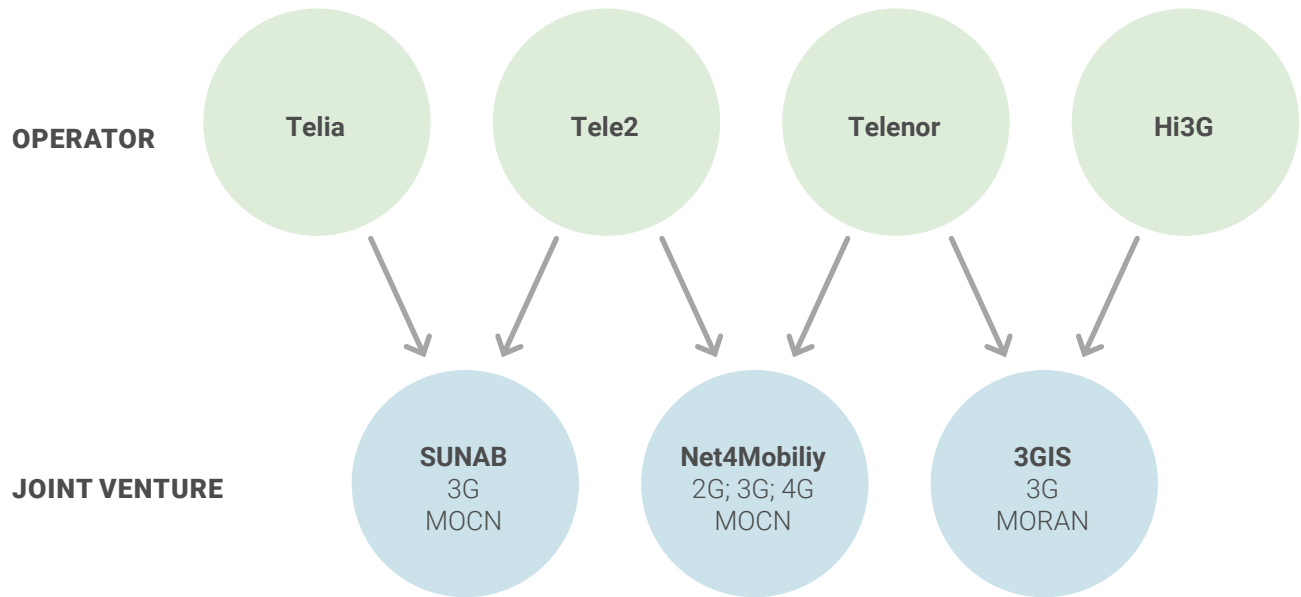 OPERATOR
Telia
Tele2
Telenor
Hi3G
JOINT VENTURE
SUNAB
3G
MOCN
Net4Mobiliy
2G; 3G; 4G
MOCN
3GIS
3G
MORAN